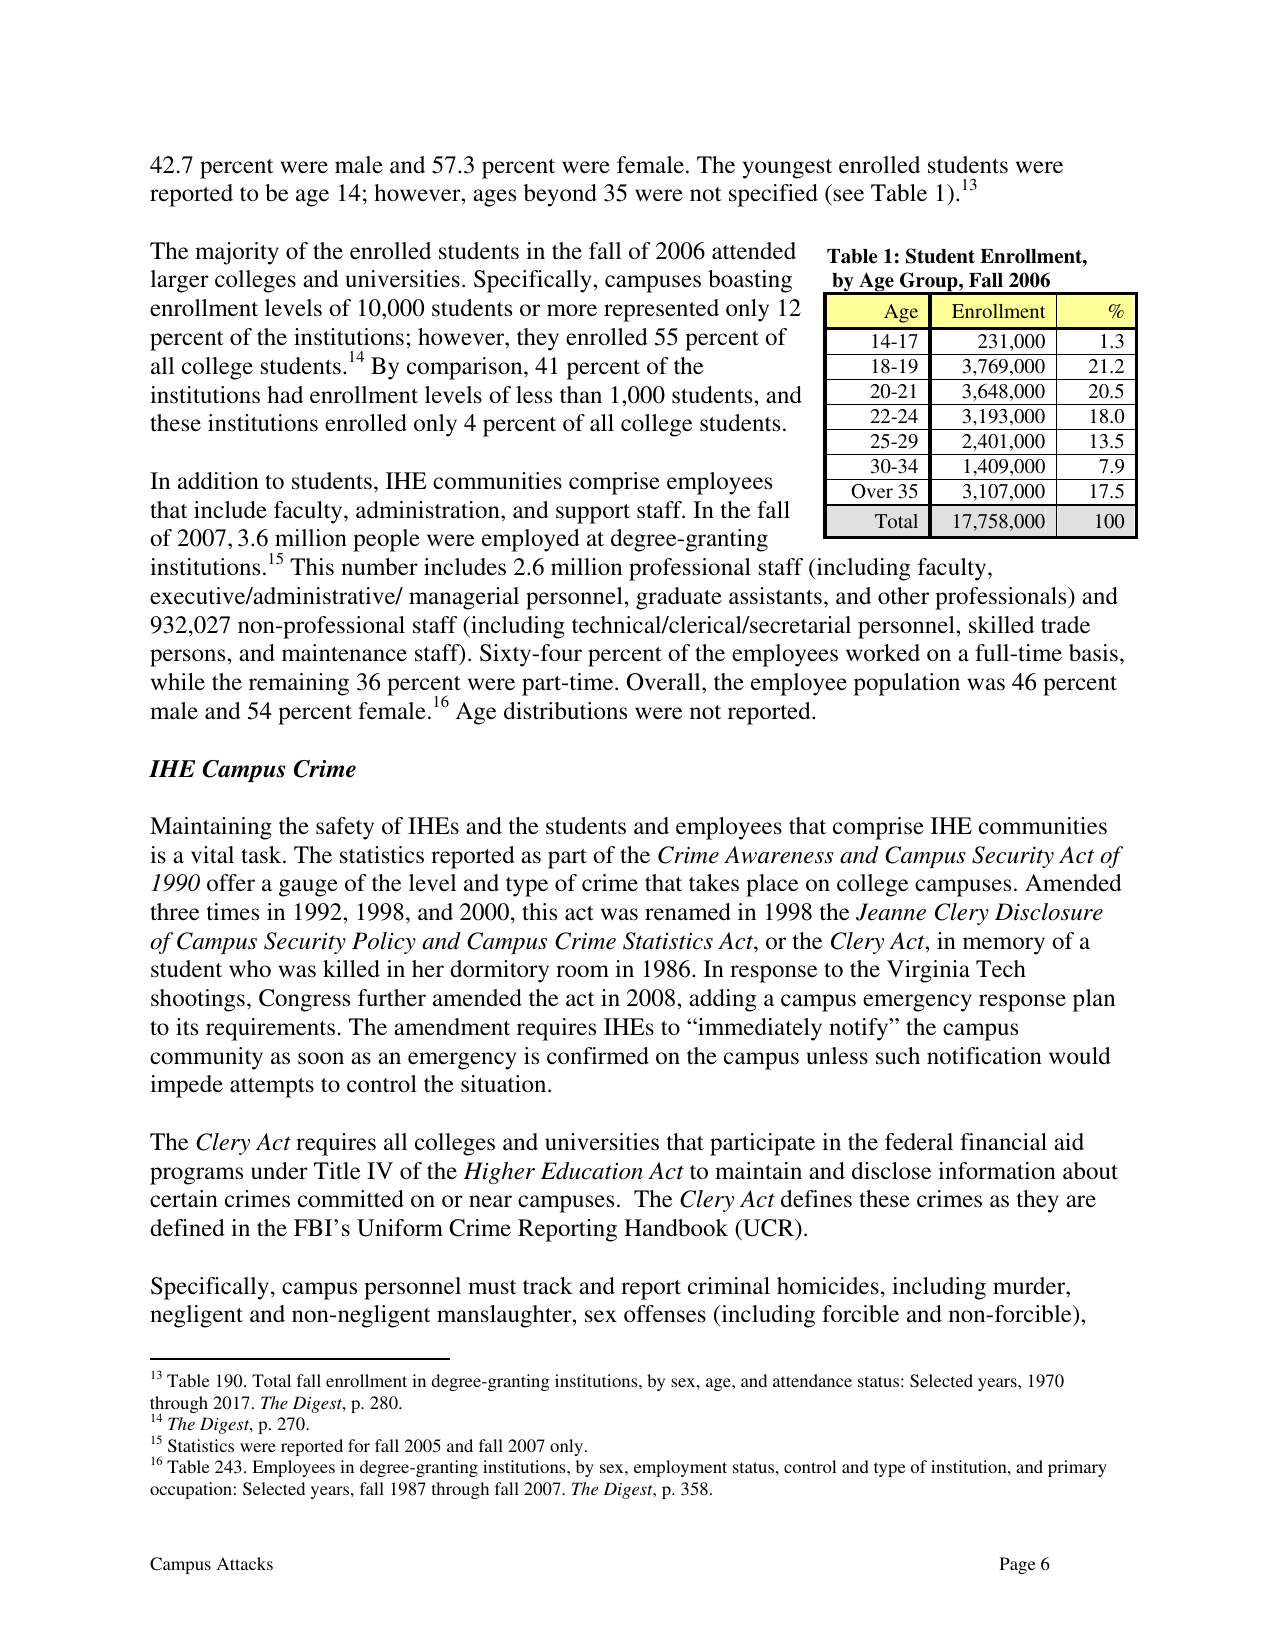 42.7 percent were male and 57.3 percent were female. The youngest enrolled students were
reported to be age 14; however, ages beyond 35 were not specified (see Table 1).13
The majority of the enrolled students in the fall of 2006 attended
larger colleges and universities. Specifically, campuses boasting
enrollment levels of 10,000 students or more represented only 12
percent of the institutions; however, they enrolled 55 percent of
all college students.14 By comparison, 41 percent of the
institutions had enrollment levels of less than 1,000 students, and
these institutions enrolled only 4 percent of all college students.
Table 1: Student Enrollment,
by Age Group, Fall 2006
Age Enrollment %
14-17 231,000 1.3
18-19 3,769,000 21.2
20-21 3,648,000 20.5
22-24 3,193,000 18.0
25-29 2,401,000 13.5
30-34 1,409,000 7.9
Over 35 3,107,000 17.5
Total 17,758,000 100
In addition to students, IHE communities comprise employees
that include faculty, administration, and support staff. In the fall
of 2007, 3.6 million people were employed at degree-granting
institutions.15 This number includes 2.6 million professional staff (including faculty,
executive/administrative/ managerial personnel, graduate assistants, and other professionals) and
932,027 non-professional staff (including technical/clerical/secretarial personnel, skilled trade
persons, and maintenance staff). Sixty-four percent of the employees worked on a full-time basis,
while the remaining 36 percent were part-time. Overall, the employee population was 46 percent
male and 54 percent female.16 Age distributions were not reported.
IHE Campus Crime
Maintaining the safety of IHEs and the students and employees that comprise IHE communities
is a vital task. The statistics reported as part of the Crime Awareness and Campus Security Act of
1990 offer a gauge of the level and type of crime that takes place on college campuses. Amended
three times in 1992, 1998, and 2000, this act was renamed in 1998 the Jeanne Clery Disclosure
of Campus Security Policy and Campus Crime Statistics Act, or the Clery Act, in memory of a
student who was killed in her dormitory room in 1986. In response to the Virginia Tech
shootings, Congress further amended the act in 2008, adding a campus emergency response plan
to its requirements. The amendment requires IHEs to “immediately notify” the campus
community as soon as an emergency is confirmed on the campus unless such notification would
impede attempts to control the situation.
The Clery Act requires all colleges and universities that participate in the federal financial aid
programs under Title IV of the Higher Education Act to maintain and disclose information about
certain crimes committed on or near campuses. The Clery Act defines these crimes as they are
defined in the FBI’s Uniform Crime Reporting Handbook (UCR).
Specifically, campus personnel must track and report criminal homicides, including murder,
negligent and non-negligent manslaughter, sex offenses (including forcible and non-forcible),
13 Table 190. Total fall enrollment in degree-granting institutions, by sex, age, and attendance status: Selected years, 1970
through 2017. The Digest, p. 280.
14 The Digest, p. 270.
15 Statistics were reported for fall 2005 and fall 2007 only.
16 Table 243. Employees in degree-granting institutions, by sex, employment status, control and type of institution, and primary
occupation: Selected years, fall 1987 through fall 2007. The Digest, p. 358.
Campus Attacks Page 6